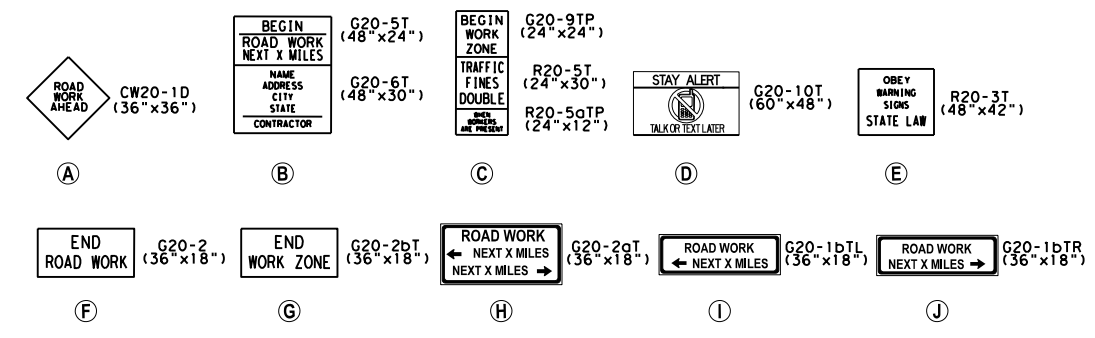 ROAD
WORK
AHEAD
CW20-1D
(36"x36")
A
BEGIN
ROAD WORK
NEXT X MILES
NAME
ADDRESS
CITY
STATE
CONTRACTOR
G20-5T
(48"x24")
G20-6T
(48"x30")
B
BEGIN
WORK
ZONE
TRAFFIC
FINES
DOUBLE
WHEN
WORKERS
ARE PRESENT
G20-9TP
(24"x24")
R20-5T
(24"x30")
R20-5aTP
(24"x12")
C
STAY ALERT
TALK OR TEXT LATER
G20-10T
(60"x48")
D
OBEY
WARNING
SIGNS
STATE LAW
R20-3T
(48"x42")
E
END
ROAD WORK
G20-2
(36"x18")
F
END
WORK ZONE
G20-2bT
(36"x18")
G
ROAD WORK
← NEXT X MILES
NEXT X MILES →
G20-2aT
(36"x18")
H
ROAD WORK
← NEXT X MILES
G20-1bTL
(36"x18")
I
ROAD WORK
NEXT X MILES →
G20-1bTR
(36"x18")
J